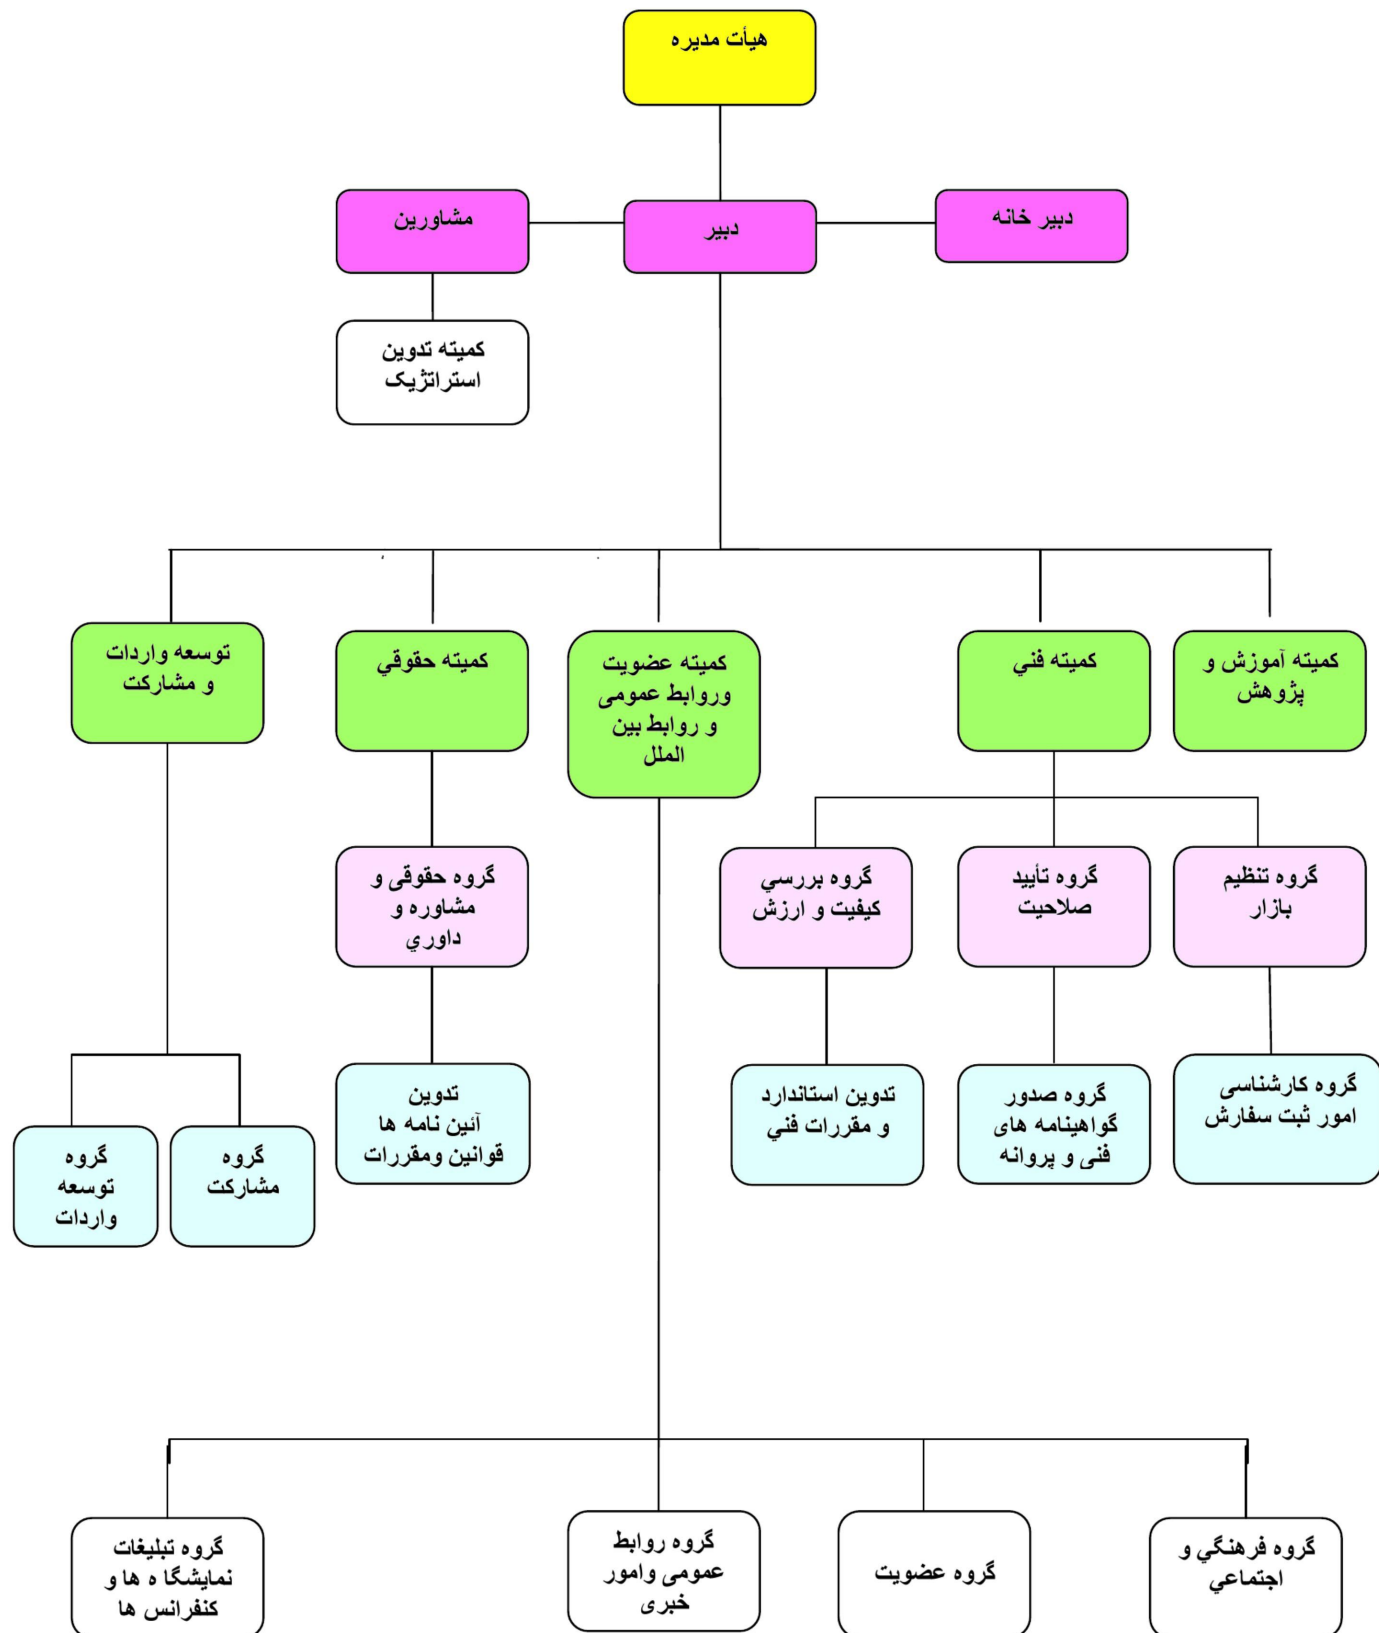 هیأت مدیره
دبیر خانه
دبیر
مشاورین
کمیته تدوین
استراتژیک
کمیته آموزش و
پژوهش
کمیته فني
کمیته عضویت
وروابط عمومی
و روابط بین
الملل
کمیته حقوقي
توسعه واردات
و مشارکت
گروه تنظیم
بازار
گروه تأیید
صلاحیت
گروه بررسي
کیفیت و ارزش
گروه حقوقی و
مشاوره و
داوري
گروه کارشناسی
امور ثبت سفارش
گروه صدور
گواهینامه های
فنی و پروانه
تدوین استاندارد
و مقررات فني
تدوین
آئین نامه ها
قوانین ومقررات
گروه
مشارکت
گروه
توسعه
واردات
گروه فرهنگي و
اجتماعي
گروه عضویت
گروه روابط
عمومی وامور
خبری
گروه تبلیغات
نمایشگا ه ها و
کنفرانس ها